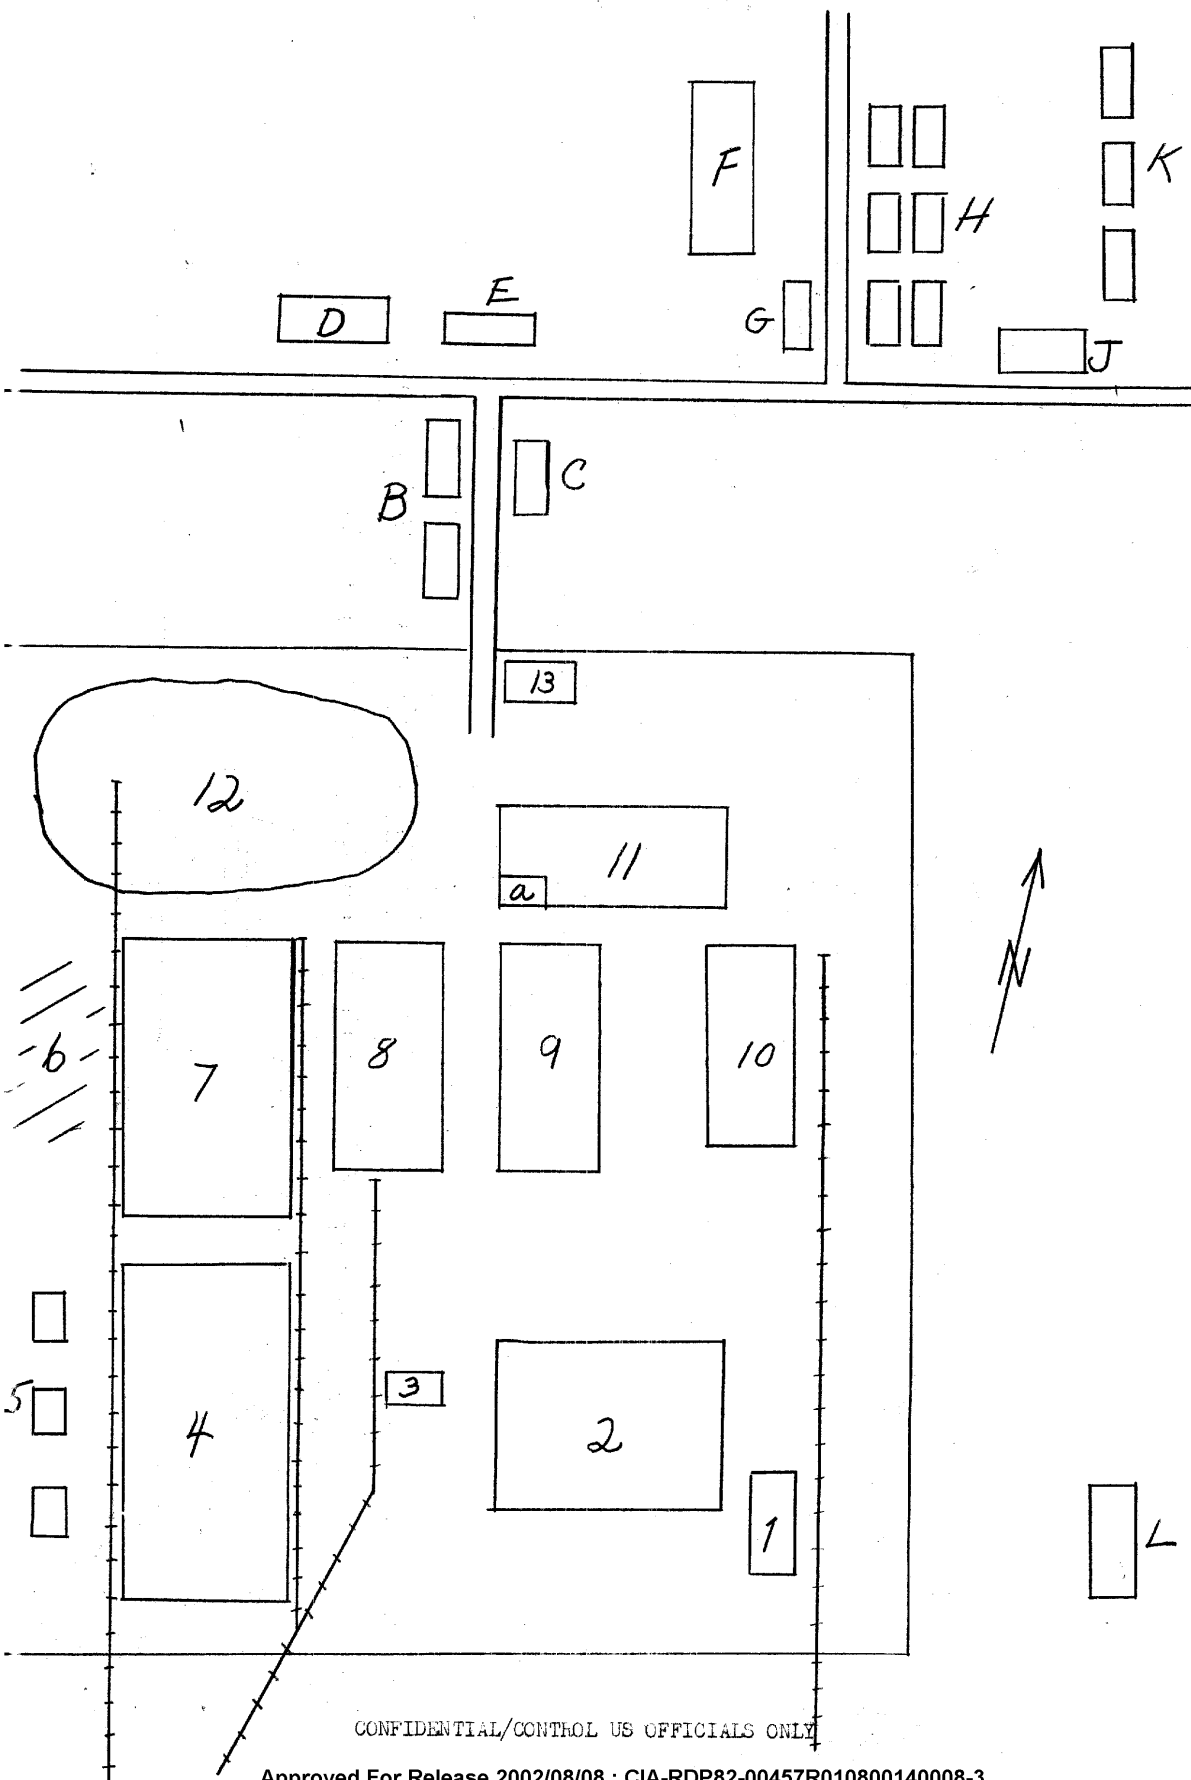 F
K
H
E
D
G
J
C
B
13
12
11
a
N
8
9
10
6
7
5
3
4
2
1
L
CONFIDENTIAL/CONTROL US OFFICIALS ONLY
Approved For Release 2002/08/08 : CIA-RDP82-00457R010800140008-3